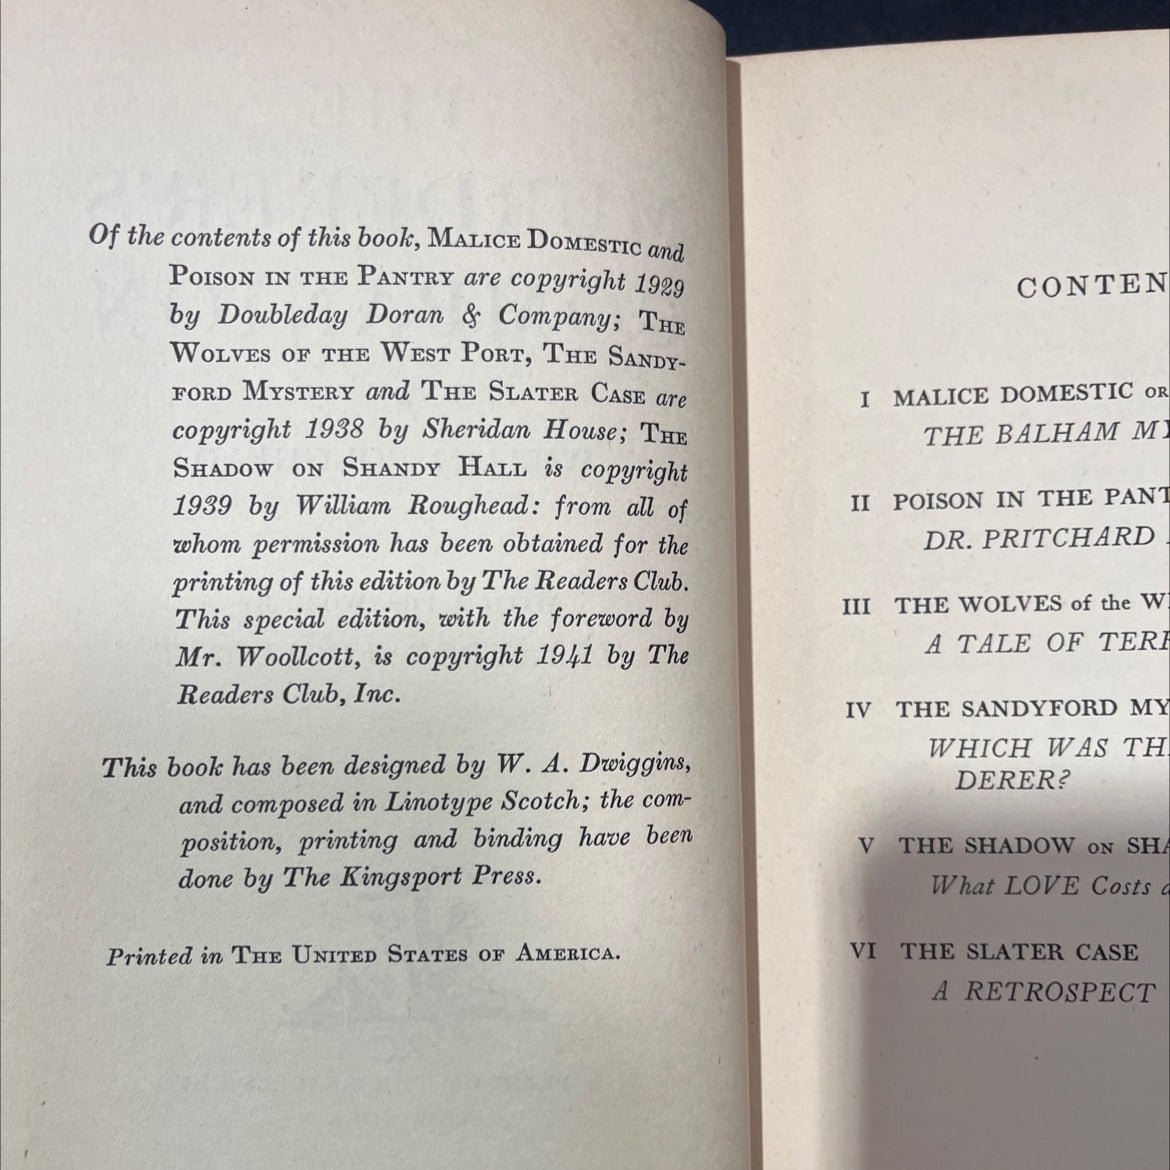 Of the contents of this book, MALICE DOMESTIC and
POISON IN THE PANTRY are copyright 1929
by Doubleday Doran & Company; THE
WOLVES OF THE WEST PORT, THE SANDY-
FORD MYSTERY and THE SLATER CASE are
copyright 1938 by Sheridan House; THE
SHADOW ON SHANDY HALL is copyright
1939 by William Roughead: from all of
whom permission has been obtained for the
printing of this edition by The Readers Club.
This special edition, with the foreword by
Mr. Woollcott, is copyright 1941 by The
Readers Club, Inc.
This book has been designed by W. A. Dwiggins,
and composed in Linotype Scotch; the com-
position, printing and binding have been
done by The Kingsport Press.
Printed in THE UNITED STATES OF AMERICA.
CONTEN
I MALICE DOMESTIC OR
THE BALHAM MY
II POISON IN THE PANT
DR. PRITCHARD
III THE WOLVES of the W
A TALE OF TERR
IV THE SANDYFORD MY
WHICH WAS TH
DERER?
V THE SHADOW ON SHA
What LOVE Costs
VI THE SLATER CASE
A RETROSPECT